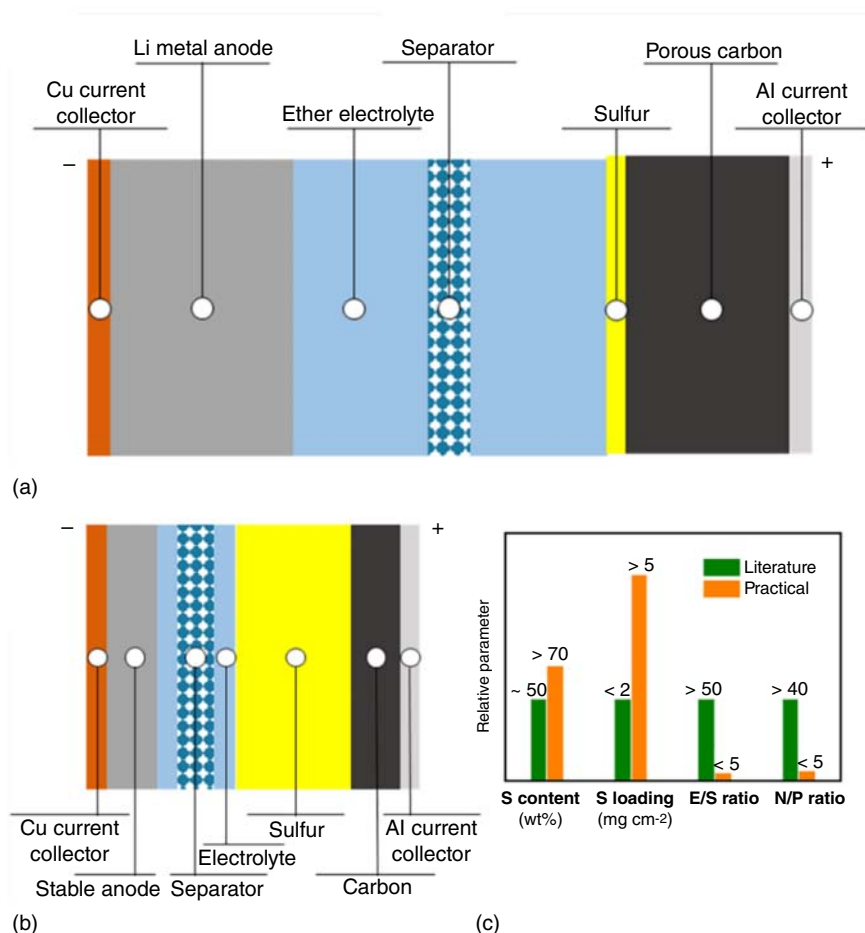 Li metal anode
Separator
Porous carbon
Cu current
collector
Ether electrolyte
Sulfur
Al current
collector
–
+
(a)
–
+
Cu current
collector
Sulfur
Al current
collector
Electrolyte
Stable anode
Separator
Carbon
(b)
Relative parameter
Literature
Practical
> 5
> 70
~ 50
< 2
> 50
> 40
< 5
< 5
S content
(wt%)
S loading
(mg cm-2)
E/S ratio
N/P ratio
(c)